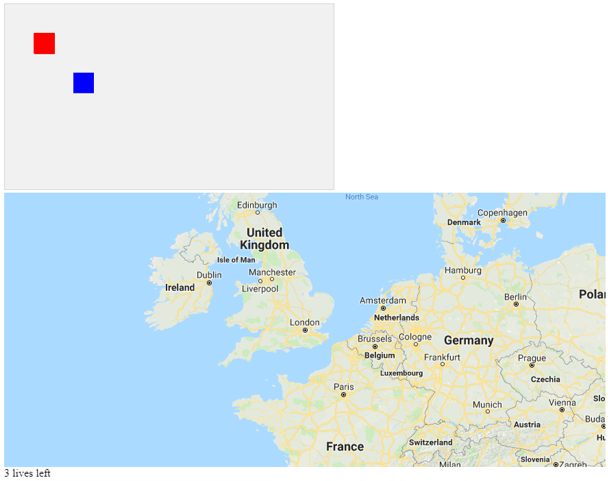 North Sea
Edinburgh
Copenhagen
Denmark
United
Kingdom
Isle of Man
Hamburg
Dublin
Manchester
Ireland
Liverpool
Berlin
Polan
Amsterdam
Netherlands
London
Brussels
Cologne
Germany
Belgium
Frankfurt
Prague
Luxembourg
Czechia
Paris
Slo
Munich
Vienna
Buda
Austria
Hu
France
Switzerland
Slovenia
Milan
Zagreb
3 lives left